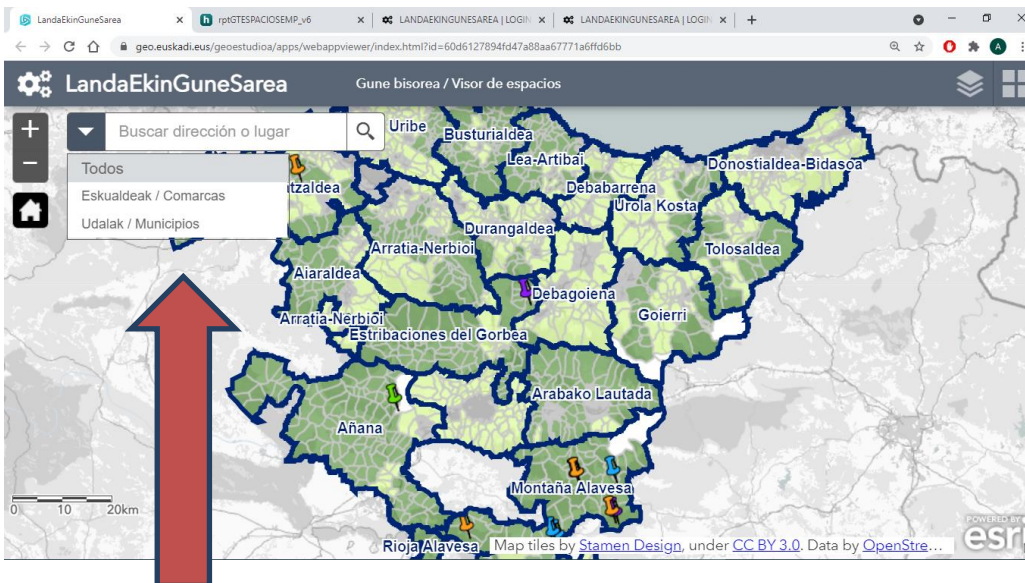 LandaEkinGuneSarea
rptGTESPACIOSEMP_v6
LANDAEKINGUNESAREA | LOGIN
LANDAEKINGUNESAREA | LOGIN
geo.euskadi.eus/geoestudioa/apps/webappviewer/index.html?id=60d6127894fd47a88aa67771a6ffd6bb
A
LandaEkinGuneSarea
Gune bisorea / Visor de espacios
Buscar dirección o lugar
Todos
Eskualdeak / Comarcas
Udalak / Municipios
Uribe
Busturialdea
Lea-Artibai
Donostialdea-Bidasoa
tzaldea
Debabarrena
Urola Kosta
Durangaldea
Arratia-Nerbioi
Tolosaldea
Aiaraldea
Debagoiena
Goierri
Arratia-Nerbioi
Estribaciones del Gorbea
Arabako Lautada
Añana
Montaña Alavesa
0 10 20km
Rioja Alavesa
Map tiles by Stamen Design, under CC BY 3.0. Data by OpenStre...
POWERED BY
esri